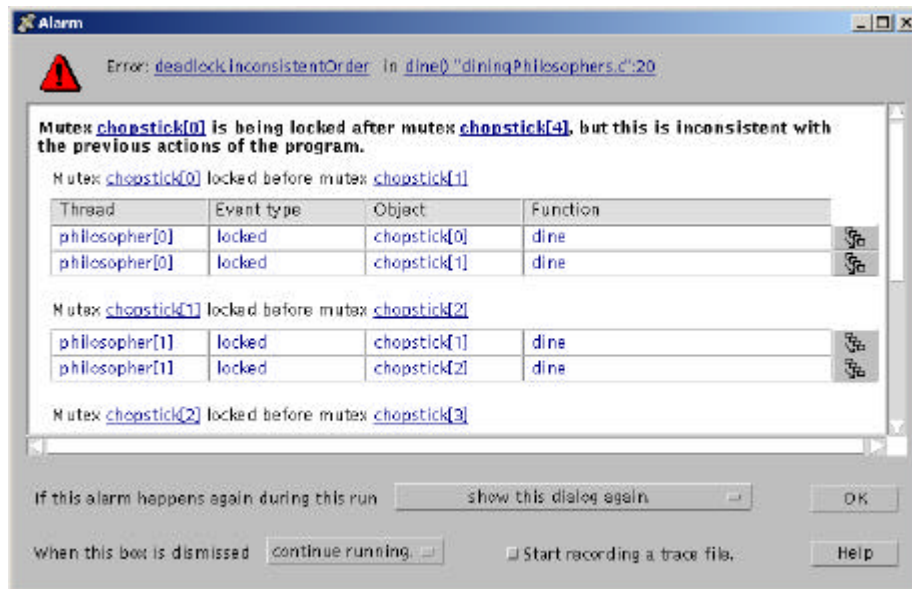 Alarm
Error: deadlock.inconsistentOrder in dine() "diningPhilosophers.c":20
Mutex chopstick[0] is being locked after mutex chopstick[4], but this is inconsistent with
the previous actions of the program.
Mutex chopstick[0] locked before mutex chopstick[1]
Thread Event type Object Function
philosopher[0] locked chopstick[0] dine
philosopher[0] locked chopstick[1] dine
Mutex chopstick[1] locked before mutex chopstick[2]
philosopher[1] locked chopstick[1] dine
philosopher[1] locked chopstick[2] dine
Mutex chopstick[2] locked before mutex chopstick[3]
If this alarm happens again during this run show this dialog again. OK
When this box is dismissed continue running. Start recording a trace file. Help